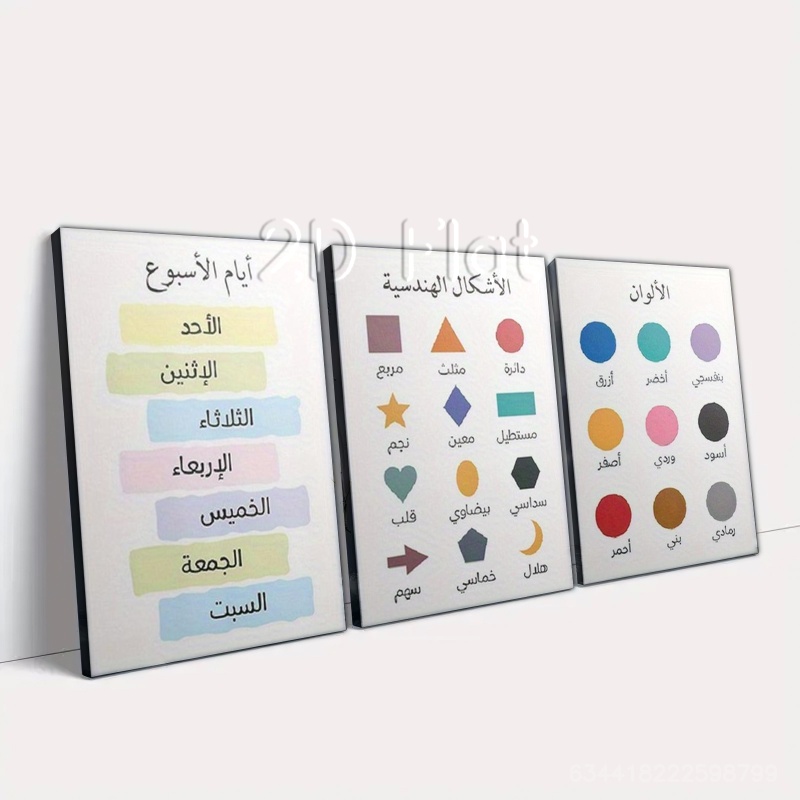 2D Flat
أيام الأسبوع
الأحد
الإثنين
الثلاثاء
الإربعاء
الخميس
الجمعة
السبت
الأشكال الهندسية
دائرة مثلث مربع
مستطيل معين نجم
سداسي بيضاوي قلب
هلال خماسي سهم
الألوان
بنفسجي أخضر أزرق
أسود وردي أصفر
رمادي بني أحمر